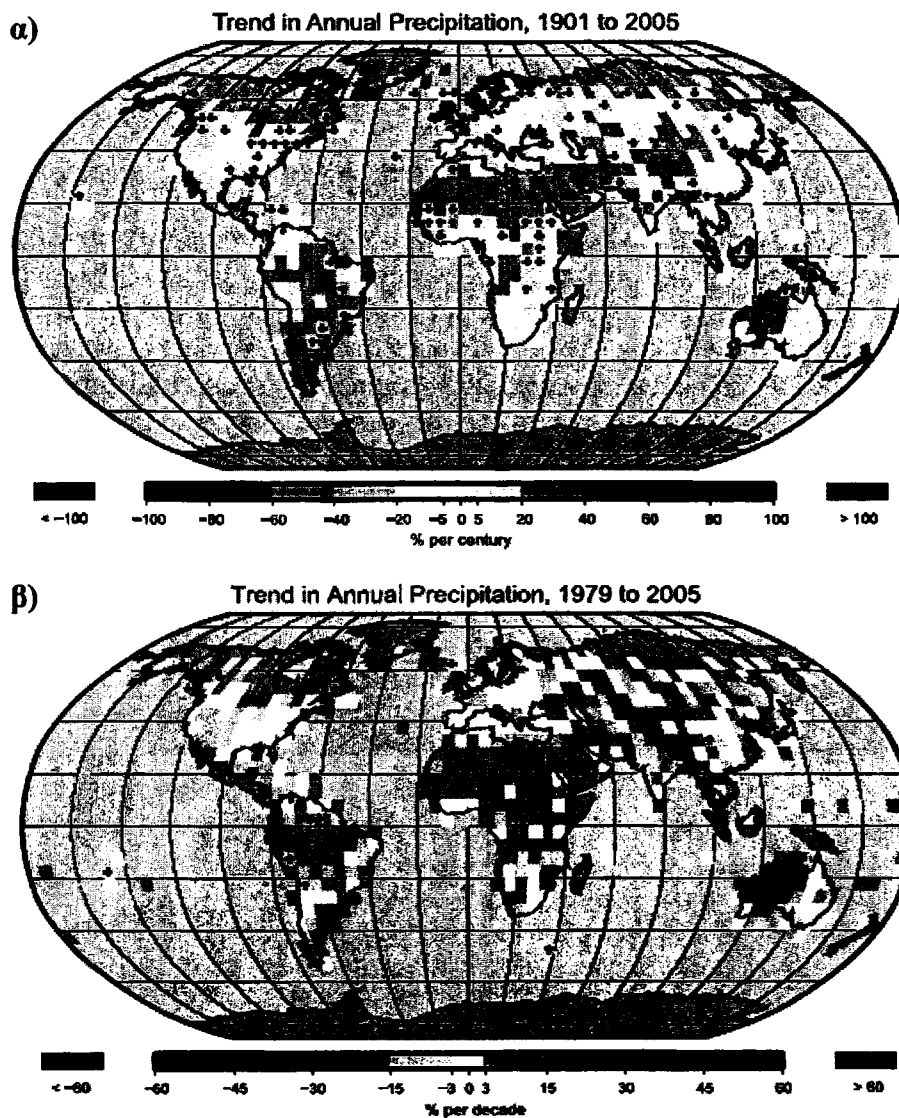 α)
Trend in Annual Precipitation, 1901 to 2005
< -100 -100 -80 -60 -40 -20 -5 0 5 20 40 60 80 100 > 100
% per century
β)
Trend in Annual Precipitation, 1979 to 2005
< -60 -60 -45 -30 -15 -3 0 3 15 30 45 60 > 60
% per decade